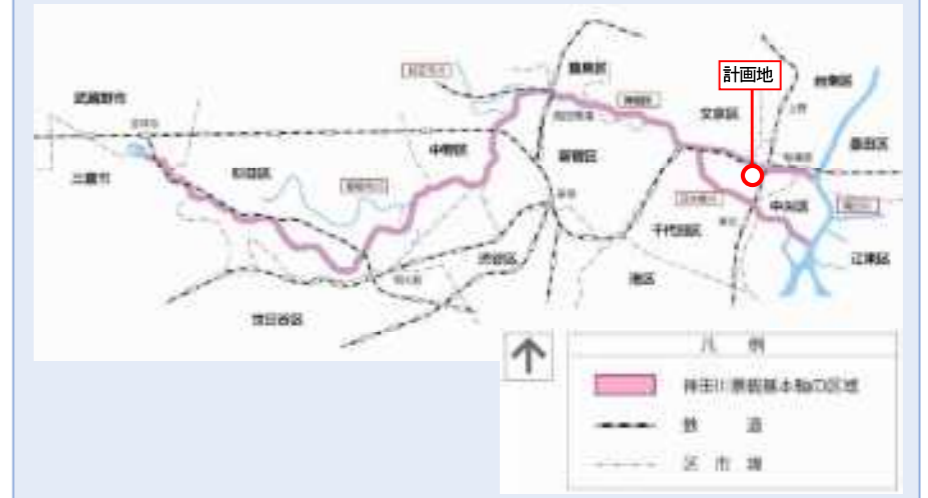 計画地
豊島区
台東区
武蔵野市
文京区
上野
墨田区
中野区
新宿区
三鷹市
杉並区
中央区
千代田区
渋谷区
江東区
港区
世田谷区
凡 例
神田川景観基本軸の区域
鉄 道
区 市 境